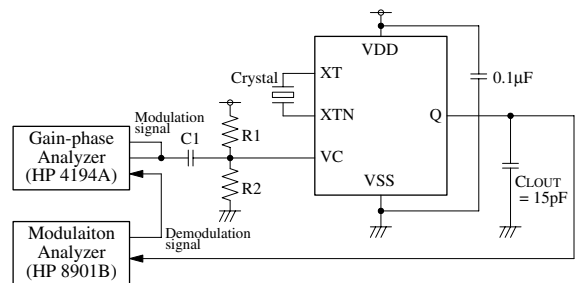 VDD
XT
XTN
Q
VC
VSS
Crystal
0.1μF
CLOUT
= 15pF
R1
R2
C1
Modulation
signal
Gain-phase
Analyzer
(HP 4194A)
Demodulation
signal
Modulaiton
Analyzer
(HP 8901B)